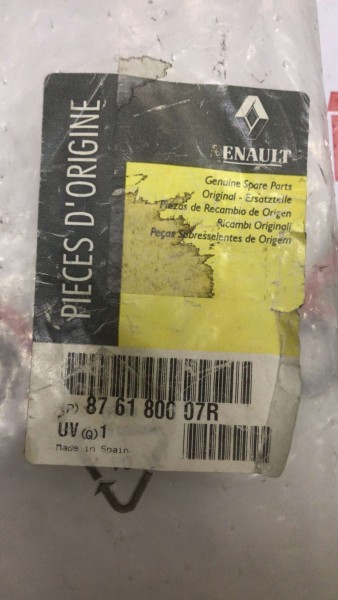 PIECES D'ORIGINE
RENAULT
Genuine Spare Parts
Original - Ersatzteile
Piezas de Recambio de Origen
Ricambi Originali
Peças Sobresselentes de Origem
(P) 87 61 800 07R
UV (Q) 1
Made in Spain